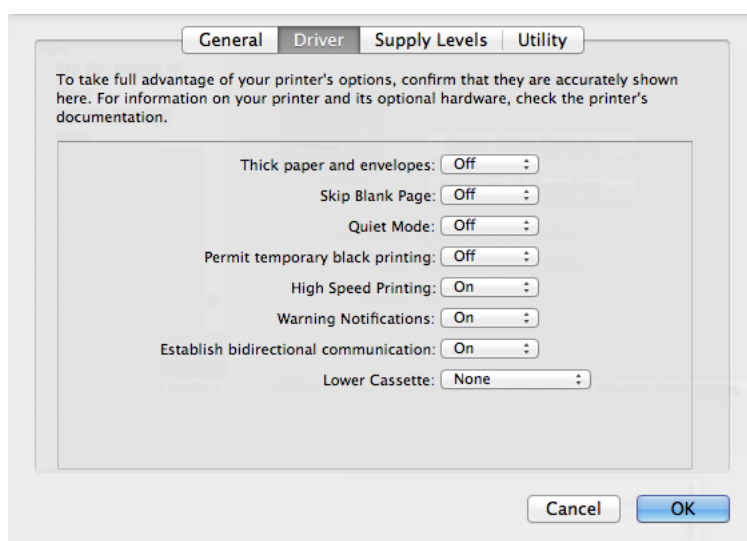 General Driver Supply Levels Utility
To take full advantage of your printer's options, confirm that they are accurately shown
here. For information on your printer and its optional hardware, check the printer's
documentation.
Thick paper and envelopes: Off
Skip Blank Page: Off
Quiet Mode: Off
Permit temporary black printing: Off
High Speed Printing: On
Warning Notifications: On
Establish bidirectional communication: On
Lower Cassette: None
Cancel OK